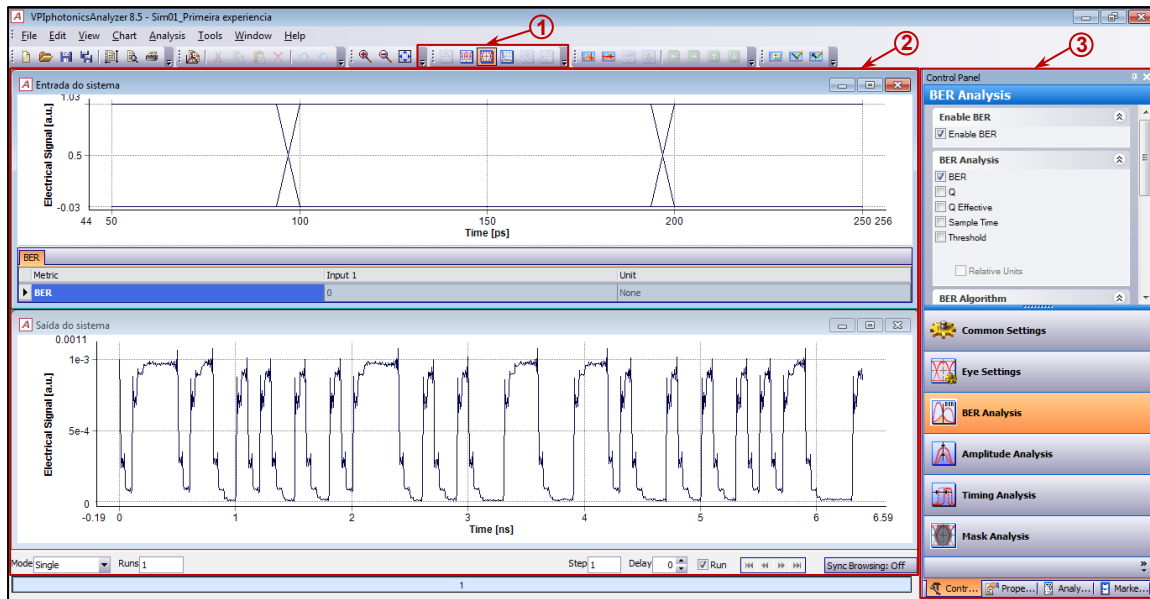 VPIphotonicsAnalyzer 8.5 - Sim01_Primeira experiencia
File Edit View Chart Analysis Tools Window Help
1
2
3
Entrada do sistema
1.03
0.5
-0.03
Electrical Signal [a.u.]
44 50 100 150 200 250 256
Time [ps]
BER
Metric Input 1 Unit
BER 0 None
Saída do sistema
0.0011
1e-3
5e-4
0
Electrical Signal [a.u.]
-0.19 0 1 2 3 4 5 6 6.59
Time [ns]
Mode Single Runs 1 Step 1 Delay 0 Run Sync Browsing: Off
1
Control Panel
BER Analysis
Enable BER
Enable BER
BER Analysis
BER
Q
Q Effective
Sample Time
Threshold
Relative Units
BER Algorithm
Common Settings
Eye Settings
BER Analysis
Amplitude Analysis
Timing Analysis
Mask Analysis
Contr... Prope... Analy... Marke...